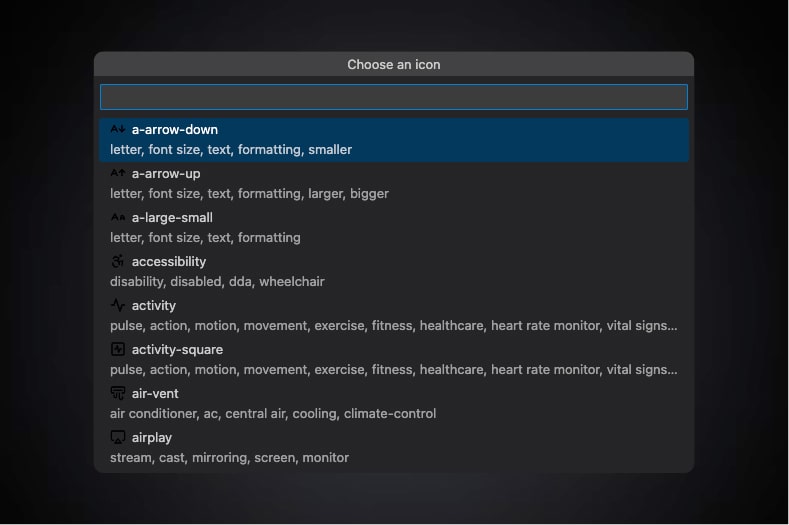 Choose an icon
a-arrow-down
letter, font size, text, formatting, smaller
a-arrow-up
letter, font size, text, formatting, larger, bigger
a-large-small
letter, font size, text, formatting
accessibility
disability, disabled, dda, wheelchair
activity
pulse, action, motion, movement, exercise, fitness, healthcare, heart rate monitor, vital signs...
activity-square
pulse, action, motion, movement, exercise, fitness, healthcare, heart rate monitor, vital signs...
air-vent
air conditioner, ac, central air, cooling, climate-control
airplay
stream, cast, mirroring, screen, monitor